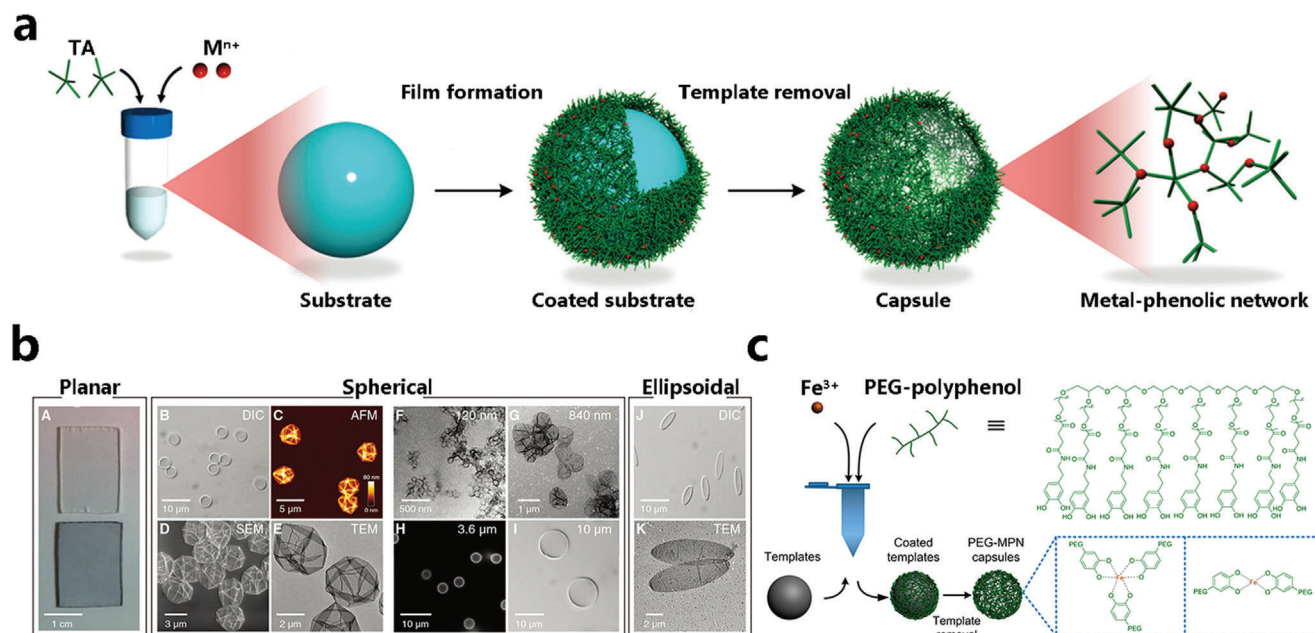 a
TA
Mⁿ⁺
Film formation
Template removal
Substrate
Coated substrate
Capsule
Metal-phenolic network
b
Planar
Spherical
Ellipsoidal
A
1 cm
B
DIC
10 µm
C
AFM
80 nm
0 nm
5 µm
D
SEM
3 µm
E
TEM
2 µm
F
120 nm
500 nm
G
840 nm
1 µm
H
3.6 µm
10 µm
I
10 µm
10 µm
J
DIC
10 µm
K
TEM
2 µm
c
Fe³⁺
PEG-polyphenol
≡
Templates
Coated
templates
PEG-MPN
capsules
Template
PEG
PEG
Fe
PEG
PEG
Fe
PEG